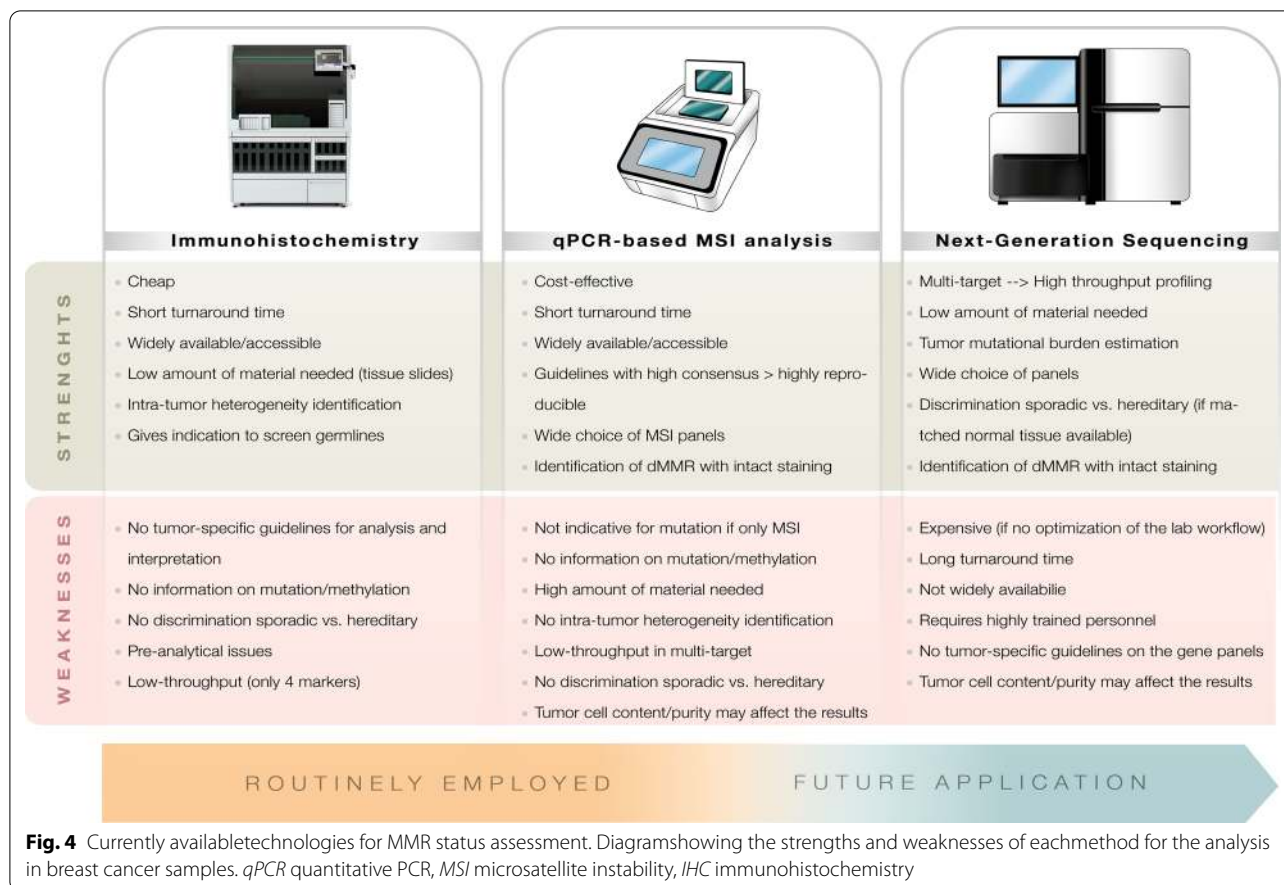 Immunohistochemistry
qPCR-based MSI analysis
Next-Generation Sequencing
STRENGHTS
Cheap
Short turnaround time
Widely available/accessible
Low amount of material needed (tissue slides)
Intra-tumor heterogeneity identification
Gives indication to screen germlines
Cost-effective
Short turnaround time
Widely available/accessible
Guidelines with high consensus > highly repro-
ducible
Wide choice of MSI panels
Identification of dMMR with intact staining
Multi-target --> High throughput profiling
Low amount of material needed
Tumor mutational burden estimation
Wide choice of panels
Discrimination sporadic vs. hereditary (if ma-
tched normal tissue available)
Identification of dMMR with intact staining
WEAKNESSES
No tumor-specific guidelines for analysis and
interpretation
No information on mutation/methylation
No discrimination sporadic vs. hereditary
Pre-analytical issues
Low-throughput (only 4 markers)
Not indicative for mutation if only MSI
No information on mutation/methylation
High amount of material needed
No intra-tumor heterogeneity identification
Low-throughput in multi-target
No discrimination sporadic vs. hereditary
Tumor cell content/purity may affect the results
Expensive (if no optimization of the lab workflow)
Long turnaround time
Not widely availabilie
Requires highly trained personnel
No tumor-specific guidelines on the gene panels
Tumor cell content/purity may affect the results
ROUTINELY EMPLOYED
FUTURE APPLICATION
Fig. 4 Currently availabletechnologies for MMR status assessment. Diagramshowing the strengths and weaknesses of eachmethod for the analysis
in breast cancer samples. qPCR quantitative PCR, MSI microsatellite instability, IHC immunohistochemistry